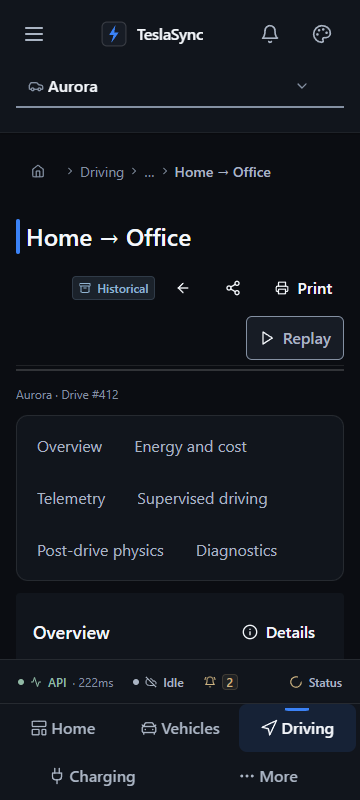 TeslaSync
Aurora
Driving ... Home → Office
Home → Office
Historical Print
Replay
Aurora · Drive #412
Overview Energy and cost
Telemetry Supervised driving
Post-drive physics Diagnostics
Overview Details
API · 222ms Idle 2 Status
Home Vehicles Driving
Charging More